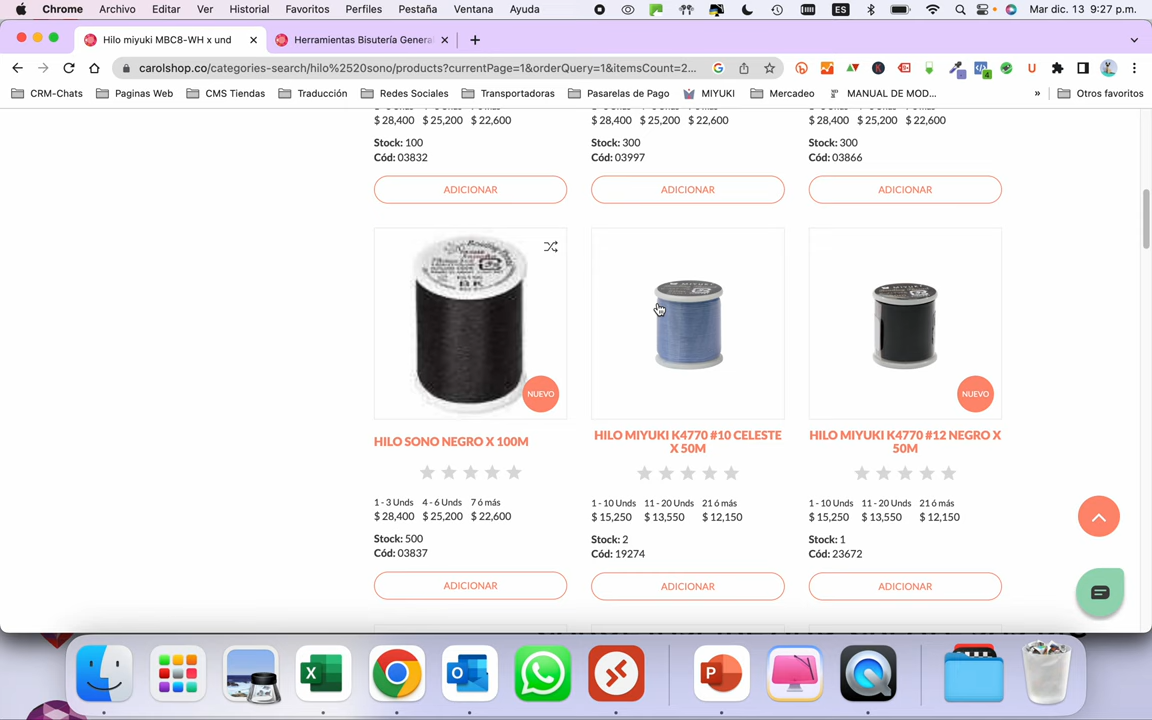 Chrome Archivo Editar Ver Historial Favoritos Perfiles Pestaña Ventana Ayuda ES Mar dic. 13 9:27 p.m.
Hilo miyuki MBC8-WH x und Herramientas Bisutería Genera
carolshop.co/categories-search/hilo%2520sono/products?currentPage=1&orderQuery=1&itemsCount=2...
CRM-Chats Paginas Web CMS Tiendas Traducción Redes Sociales Transportadoras Pasarelas de Pago MIYUKI Mercadeo MANUAL DE MOD... » Otros favoritos
$ 28,400 $ 25,200 $ 22,600 $ 28,400 $ 25,200 $ 22,600 $ 28,400 $ 25,200 $ 22,600
Stock: 100 Stock: 300 Stock: 300
Cód: 03832 Cód: 03997 Cód: 03866
ADICIONAR ADICIONAR ADICIONAR
BR MIYUKI
NUEVO NUEVO
HILO SONO NEGRO X 100M
HILO MIYUKI K4770 #10 CELESTE X 50M
HILO MIYUKI K4770 #12 NEGRO X 50M
1 - 3 Unds 4 - 6 Unds 7 ó más 1 - 10 Unds 11 - 20 Unds 21 ó más 1 - 10 Unds 11 - 20 Unds 21 ó más
$ 28,400 $ 25,200 $ 22,600 $ 15,250 $ 13,550 $ 12,150 $ 15,250 $ 13,550 $ 12,150
Stock: 500 Stock: 2 Stock: 1
Cód: 03837 Cód: 19274 Cód: 23672
ADICIONAR ADICIONAR ADICIONAR